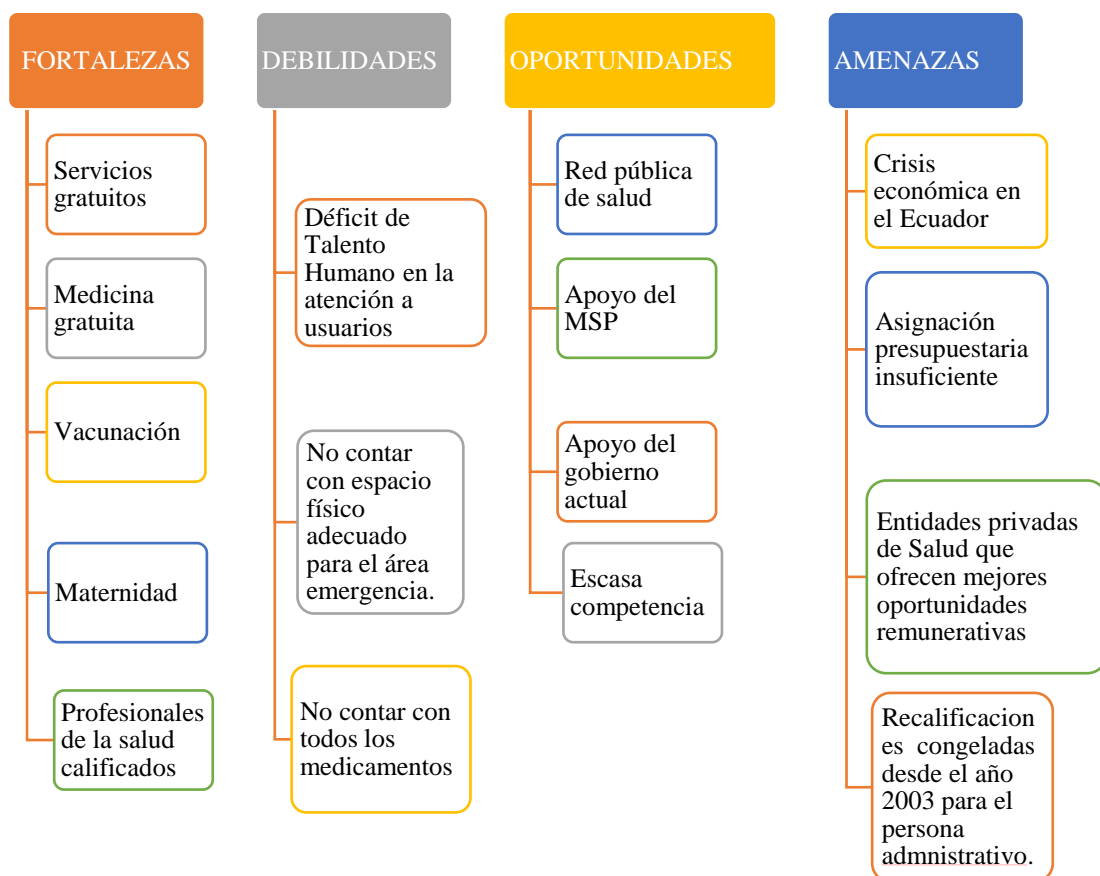 FORTALEZAS
Servicios
gratuitos
Medicina
gratuita
Vacunación
Maternidad
Profesionales
de la salud
calificados
DEBILIDADES
Déficit de
Talento
Humano en la
atención a
usuarios
No contar
con espacio
físico
adecuado
para el área
emergencia.
No contar con
todos los
medicamentos
OPORTUNIDADES
Red pública
de salud
Apoyo del
MSP
Apoyo del
gobierno
actual
Escasa
competencia
AMENAZAS
Crisis
económica en
el Ecuador
Asignación
presupuestaria
insuficiente
Entidades privadas
de Salud que
ofrecen mejores
oportunidades
remunerativas
Recalificacion
es congeladas
desde el año
2003 para el
persona
admnistrativo.